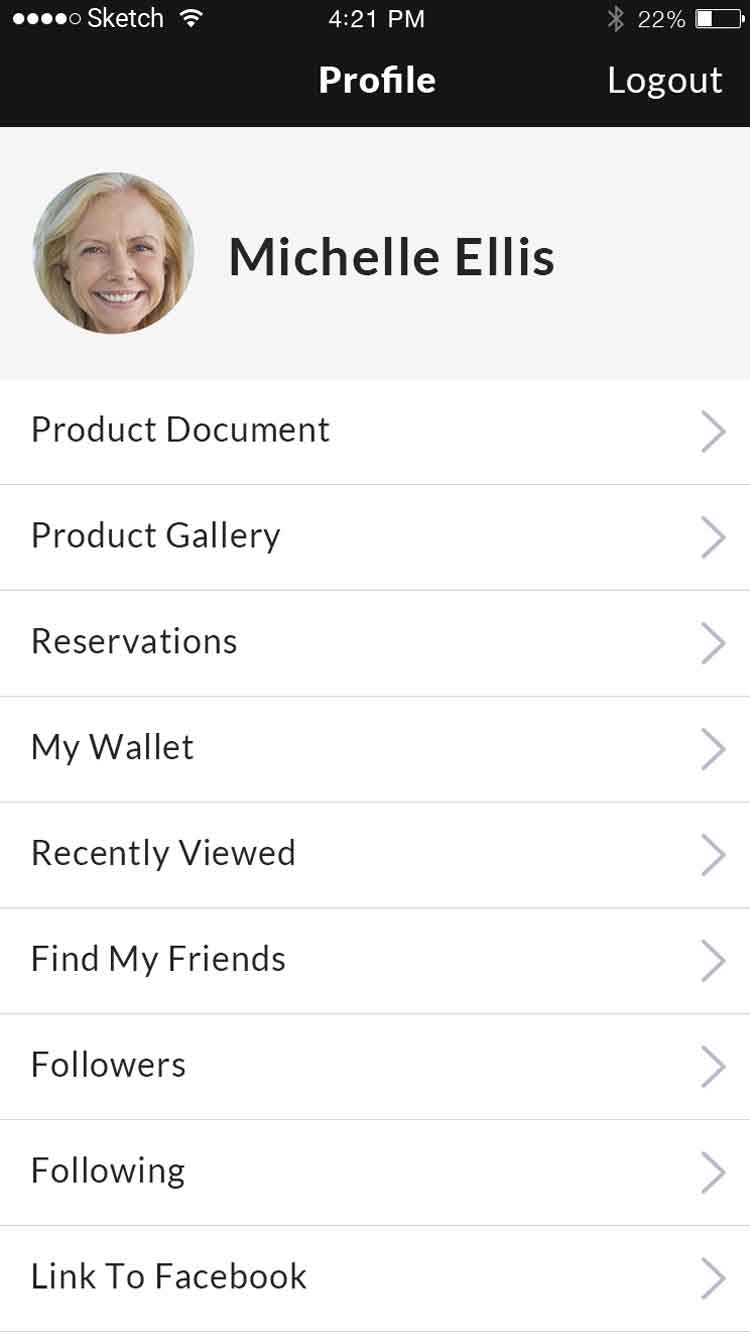 Sketch 4:21 PM 22%
Profile Logout
Michelle Ellis
Product Document
Product Gallery
Reservations
My Wallet
Recently Viewed
Find My Friends
Followers
Following
Link To Facebook